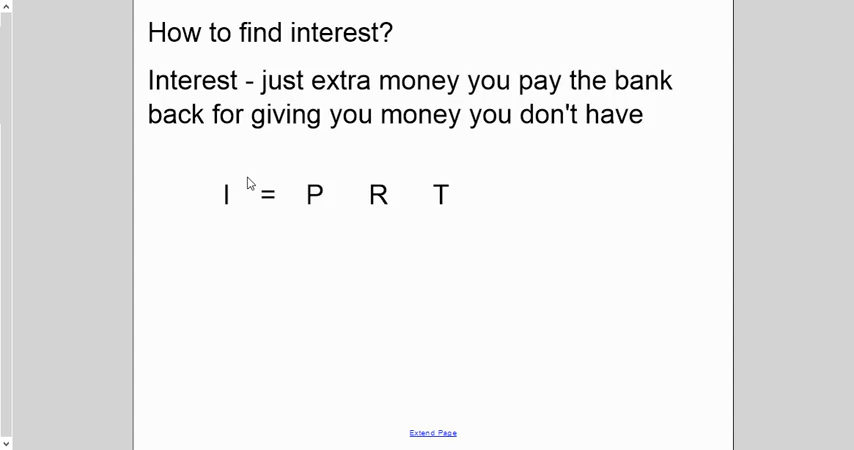 How to find interest?
Interest - just extra money you pay the bank
back for giving you money you don't have
I = P R T
Extend Page